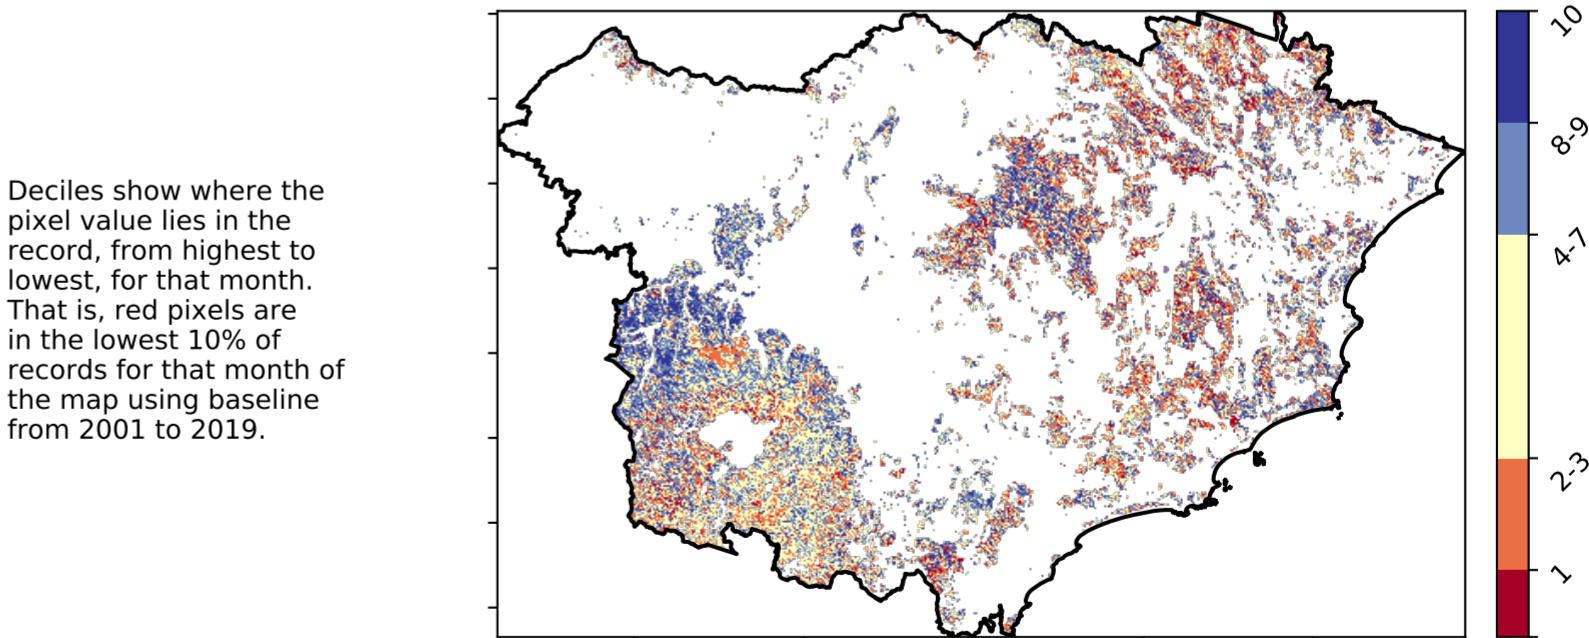 Deciles show where the
pixel value lies in the
record, from highest to
lowest, for that month.
That is, red pixels are
in the lowest 10% of
records for that month of
the map using baseline
from 2001 to 2019.
10
8-9
4-7
2-3
1